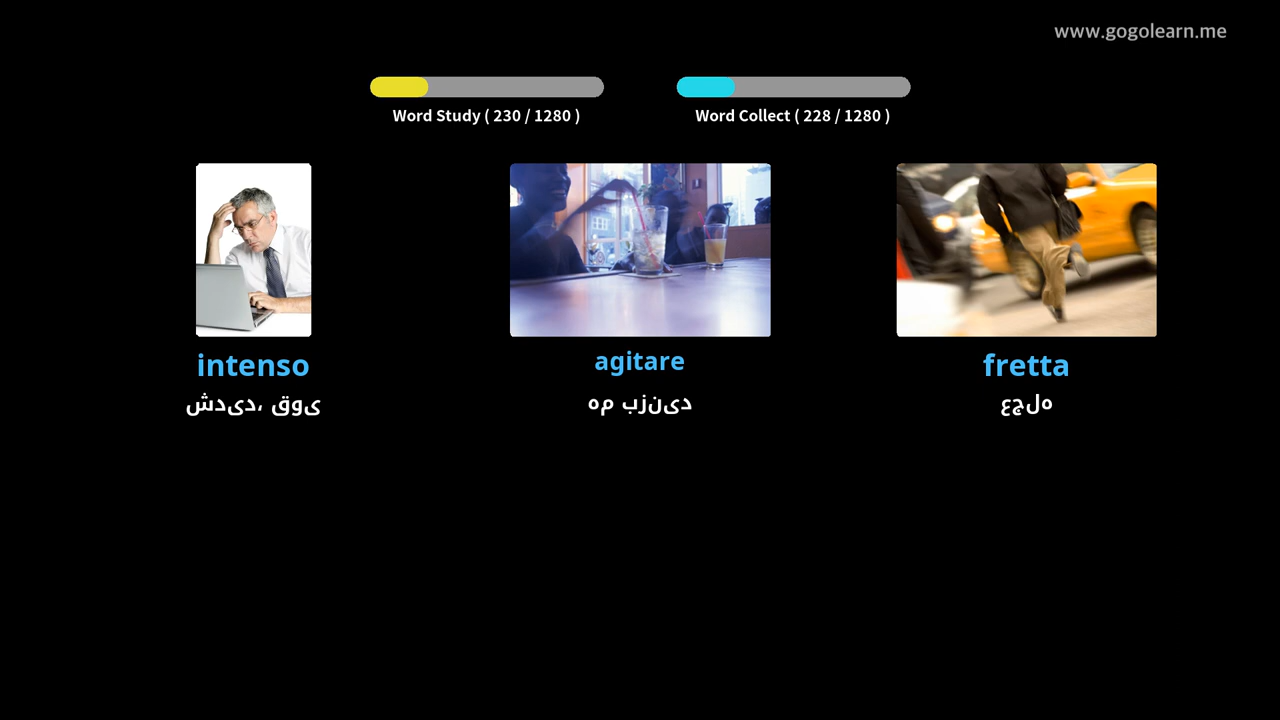 www.gogolearn.me
Word Study ( 230 / 1280 )
Word Collect ( 228 / 1280 )
intenso
شدید، قوی
agitare
هم بزنید
fretta
عجله